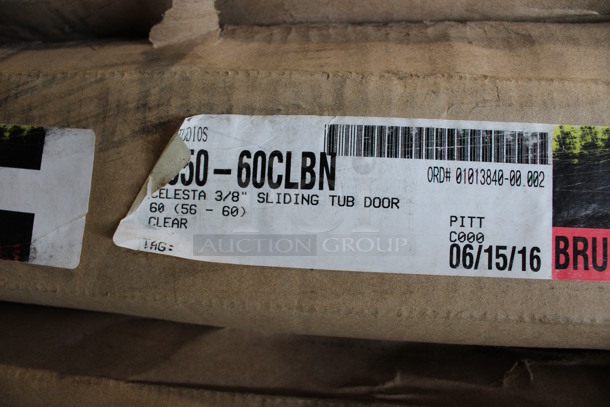 60CLBN
ORD# 01013840-00.002
CELESTA 3/8" SLIDING TUB DOOR
60 (56 - 60)
CLEAR
PITT
C000
06/15/16
TAG:
AUCTION GROUP
BRU